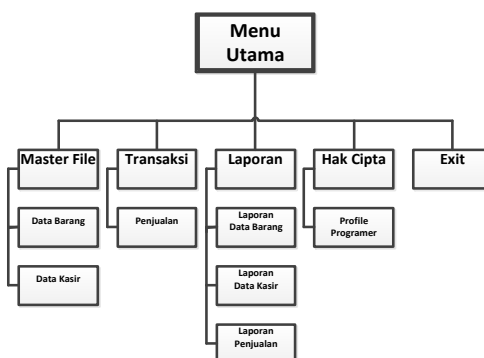 Menu
Utama
Master File
Transaksi
Laporan
Hak Cipta
Exit
Data Barang
Penjualan
Laporan
Data Barang
Profile
Programer
Data Kasir
Laporan
Data Kasir
Laporan
Penjualan